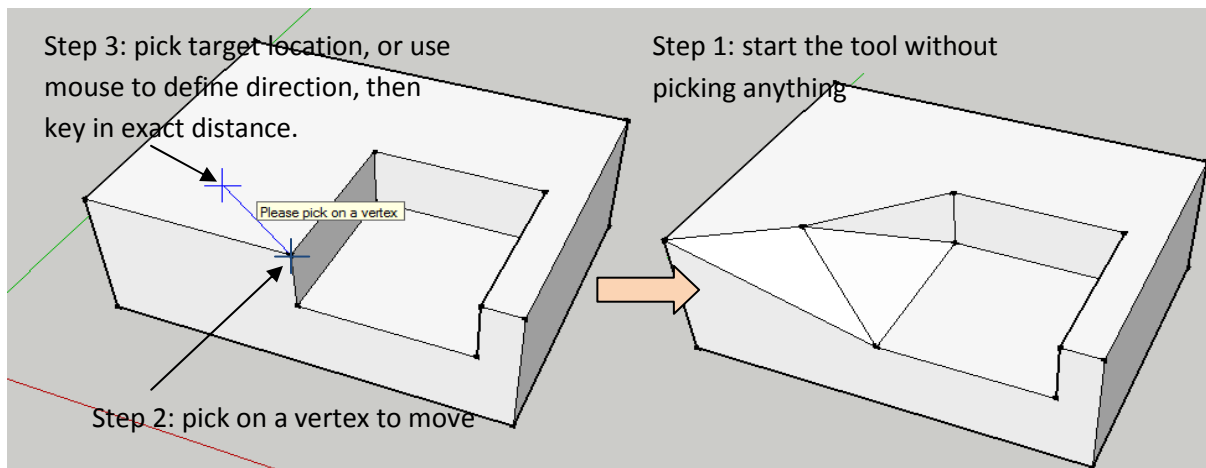 Step 3: pick target location, or use
mouse to define direction, then
key in exact distance.
Step 1: start the tool without
picking anything
Please pick on a vertex
Step 2: pick on a vertex to move